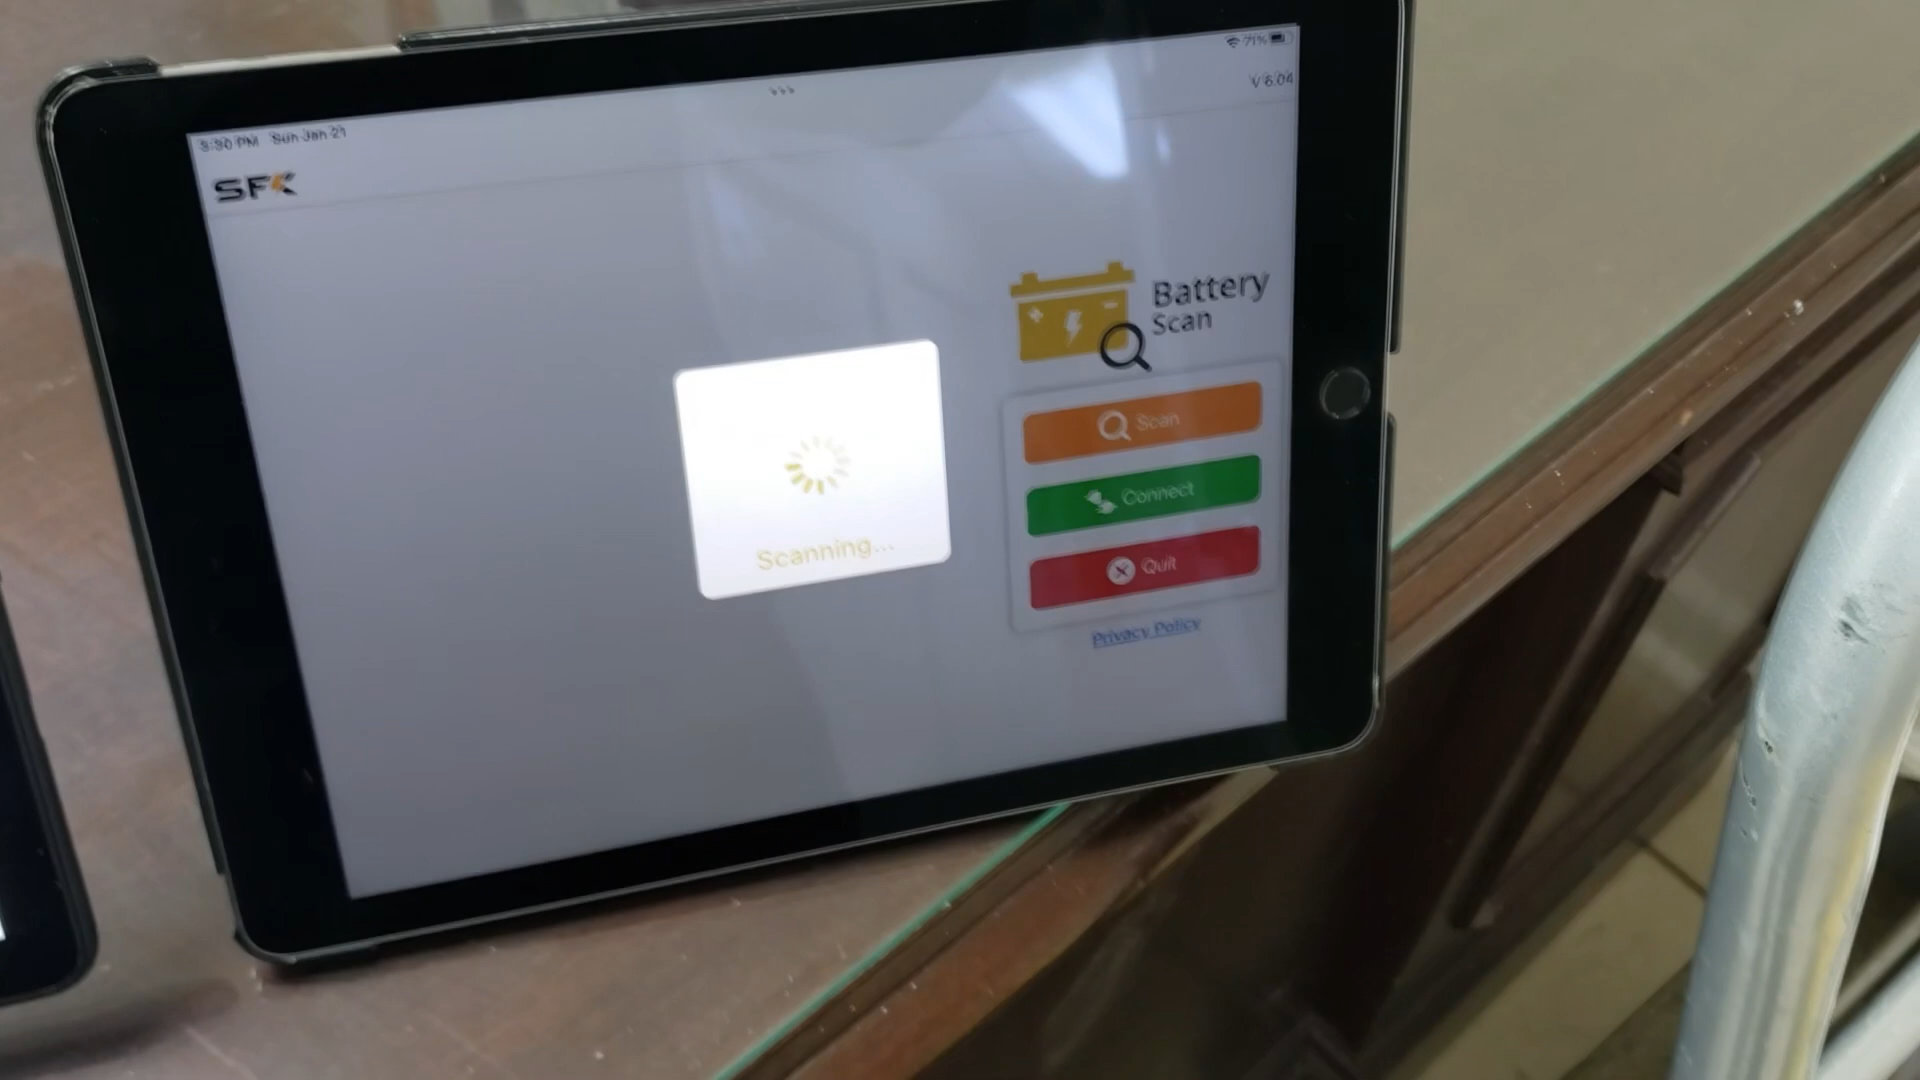 3:30 PM Sun Jan 21
71%
V 6.04
SFK
Battery
Scan
Scan
Connect
Quit
Scanning...
Privacy Policy